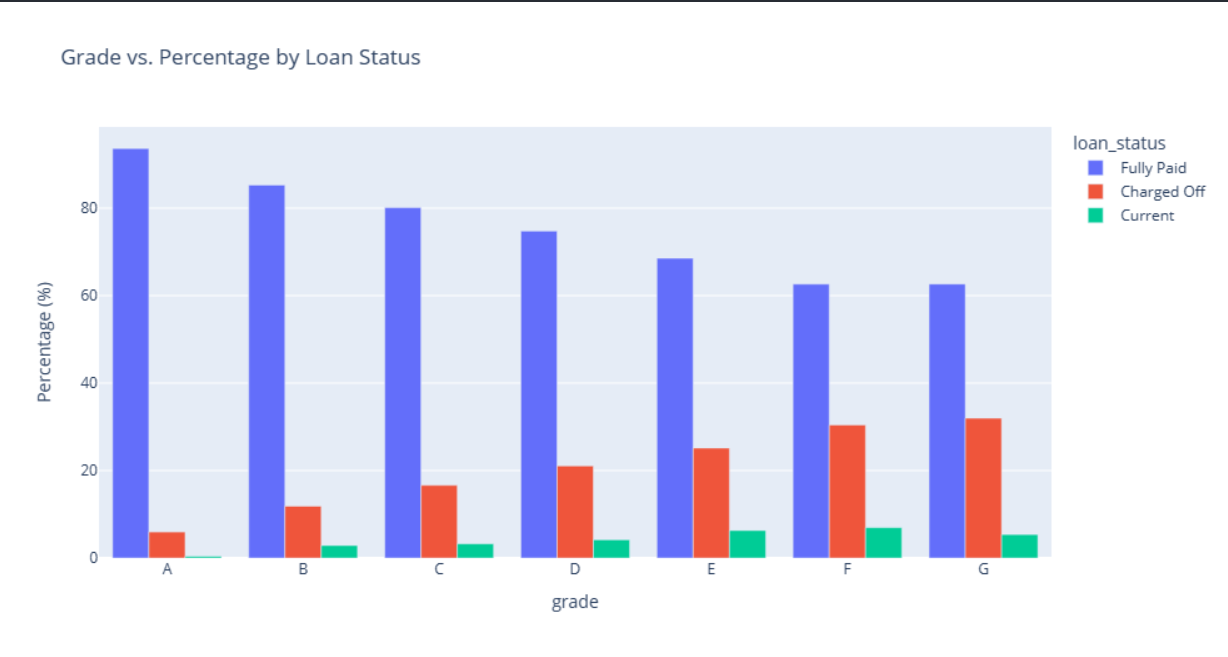 Grade vs. Percentage by Loan Status
loan_status
Fully Paid
Charged Off
Current
Percentage (%)
80
60
40
20
0
A B C D E F G
grade